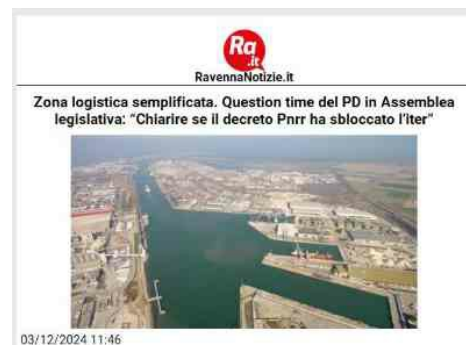 Ra
.it
RavennaNotizie.it
Zona logistica semplificata. Question time del PD in Assemblea
legislativa: “Chiarire se il decreto Pnrr ha sbloccato l’iter”
03/12/2024 11:46